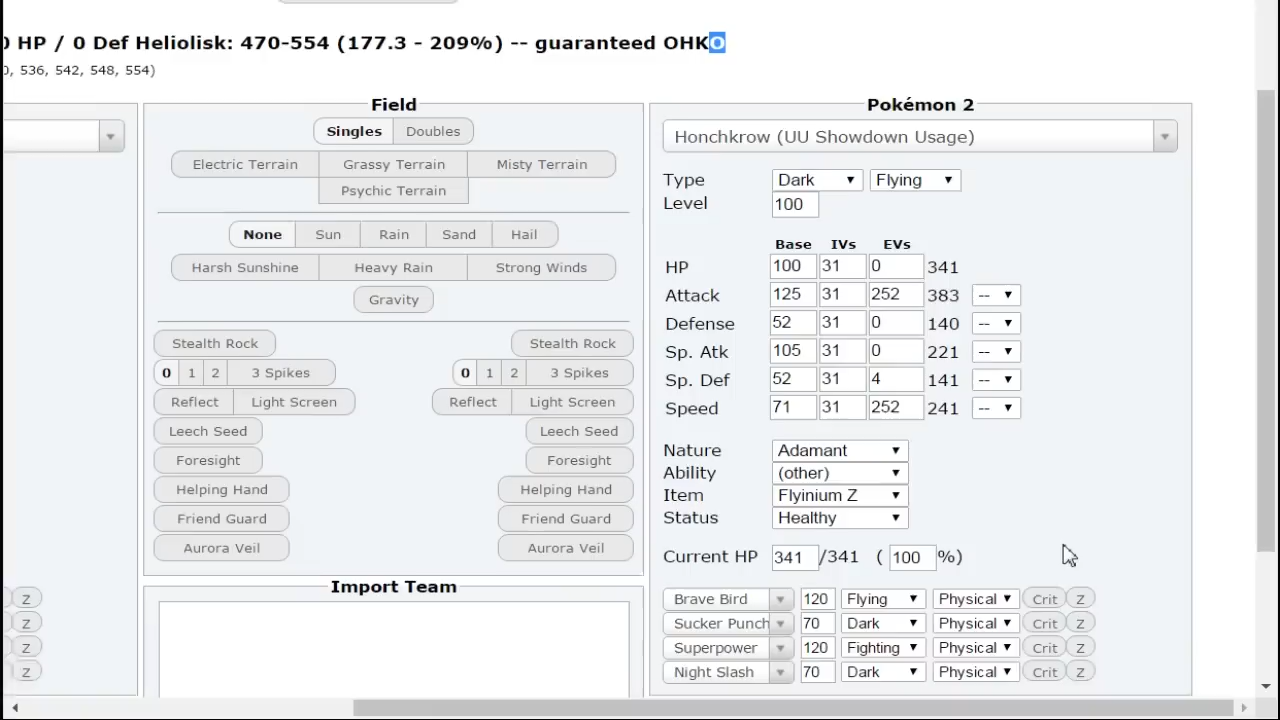 0 HP / 0 Def Heliolisk: 470-554 (177.3 - 209%) -- guaranteed OHKO
0, 536, 542, 548, 554)
Field
Singles Doubles
Electric Terrain Grassy Terrain Misty Terrain
Psychic Terrain
None Sun Rain Sand Hail
Harsh Sunshine Heavy Rain Strong Winds
Gravity
Stealth Rock Stealth Rock
0 1 2 3 Spikes 0 1 2 3 Spikes
Reflect Light Screen Reflect Light Screen
Leech Seed Leech Seed
Foresight Foresight
Helping Hand Helping Hand
Friend Guard Friend Guard
Aurora Veil Aurora Veil
Import Team
Z
Z
Z
Z
Pokémon 2
Honchkrow (UU Showdown Usage)
Type Dark Flying
Level 100
Base IVs EVs
HP 100 31 0 341
Attack 125 31 252 383 --
Defense 52 31 0 140 --
Sp. Atk 105 31 0 221 --
Sp. Def 52 31 4 141 --
Speed 71 31 252 241 --
Nature Adamant
Ability (other)
Item Flyinium Z
Status Healthy
Current HP 341 /341 ( 100 %)
Brave Bird 120 Flying Physical Crit Z
Sucker Punch 70 Dark Physical Crit Z
Superpower 120 Fighting Physical Crit Z
Night Slash 70 Dark Physical Crit Z